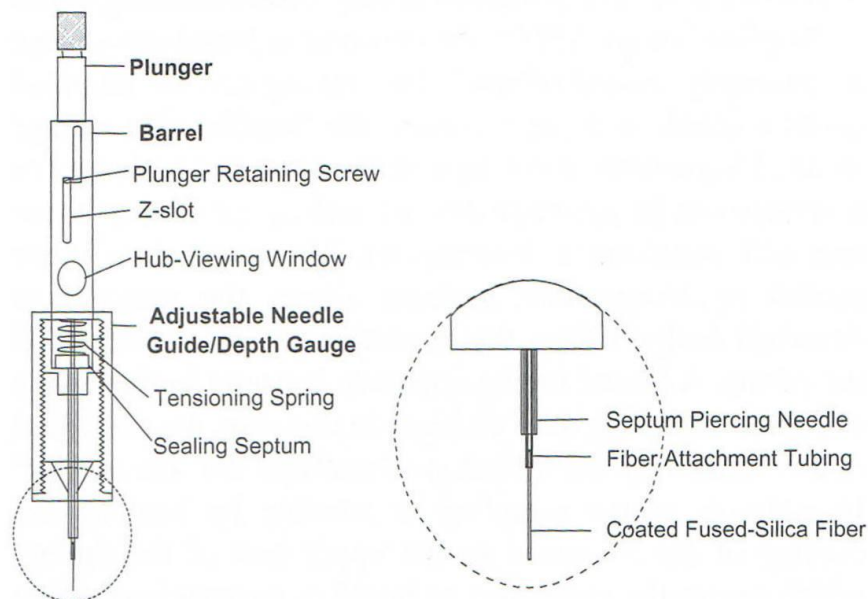 Plunger
Barrel
Plunger Retaining Screw
Z-slot
Hub-Viewing Window
Adjustable Needle
Guide/Depth Gauge
Tensioning Spring
Sealing Septum
Septum Piercing Needle
Fiber Attachment Tubing
Coated Fused-Silica Fiber